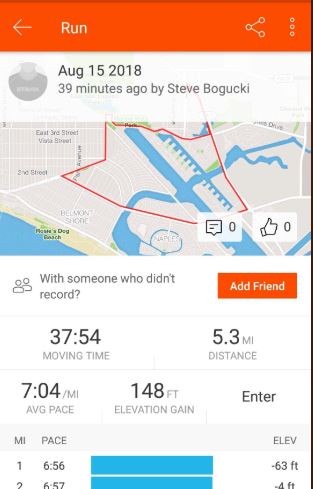 Run
Aug 15 2018
39 minutes ago by Steve Bogucki
Park
East 3rd Street
Vista Street
2nd Street
Park Avenue
BELMONT
SHORE
Rosie's Dog
Beach
NAPLES
0
0
With someone who didn't
record?
Add Friend
37:54
MOVING TIME
5.3 MI
DISTANCE
7:04 /MI
AVG PACE
148 FT
ELEVATION GAIN
Enter
MI PACE ELEV
1 6:56 -63 ft
2 6:57 -4 ft